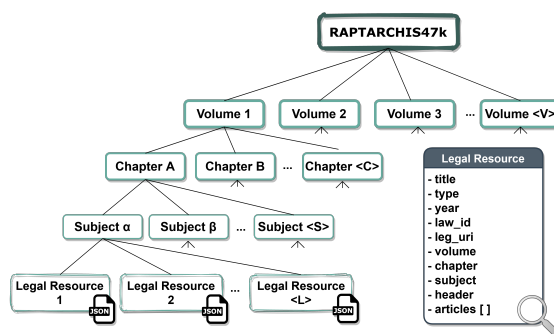 RAPTARCHIS47k
Volume 1
Volume 2
Volume 3
...
Volume <V>
Chapter A
Chapter B
...
Chapter <C>
Subject α
Subject β
...
Subject <S>
Legal Resource
1
JSON
Legal Resource
2
JSON
...
Legal Resource
<L>
JSON
Legal Resource
- title
- type
- year
- law_id
- leg_uri
- volume
- chapter
- subject
- header
- articles [ ]